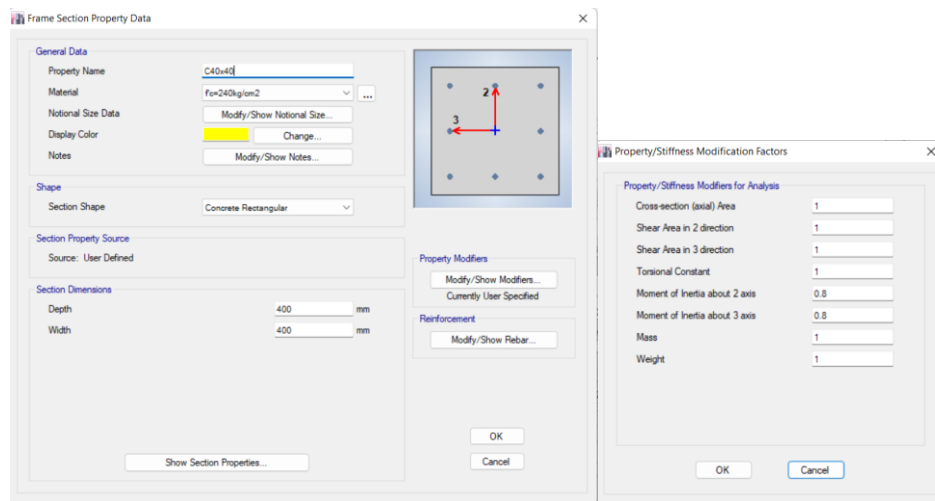 Frame Section Property Data
General Data
Property Name C40x40
Material f'c=240kg/cm2 ...
Notional Size Data Modify/Show Notional Size...
Display Color Change...
Notes Modify/Show Notes...
2
3
Shape
Section Shape Concrete Rectangular
Section Property Source
Source: User Defined
Section Dimensions
Depth 400 mm
Width 400 mm
Show Section Properties...
Property Modifiers
Modify/Show Modifiers...
Currently User Specified
Reinforcement
Modify/Show Rebar...
OK
Cancel
Property/Stiffness Modification Factors
Property/Stiffness Modifiers for Analysis
Cross-section (axial) Area 1
Shear Area in 2 direction 1
Shear Area in 3 direction 1
Torsional Constant 1
Moment of Inertia about 2 axis 0.8
Moment of Inertia about 3 axis 0.8
Mass 1
Weight 1
OK Cancel